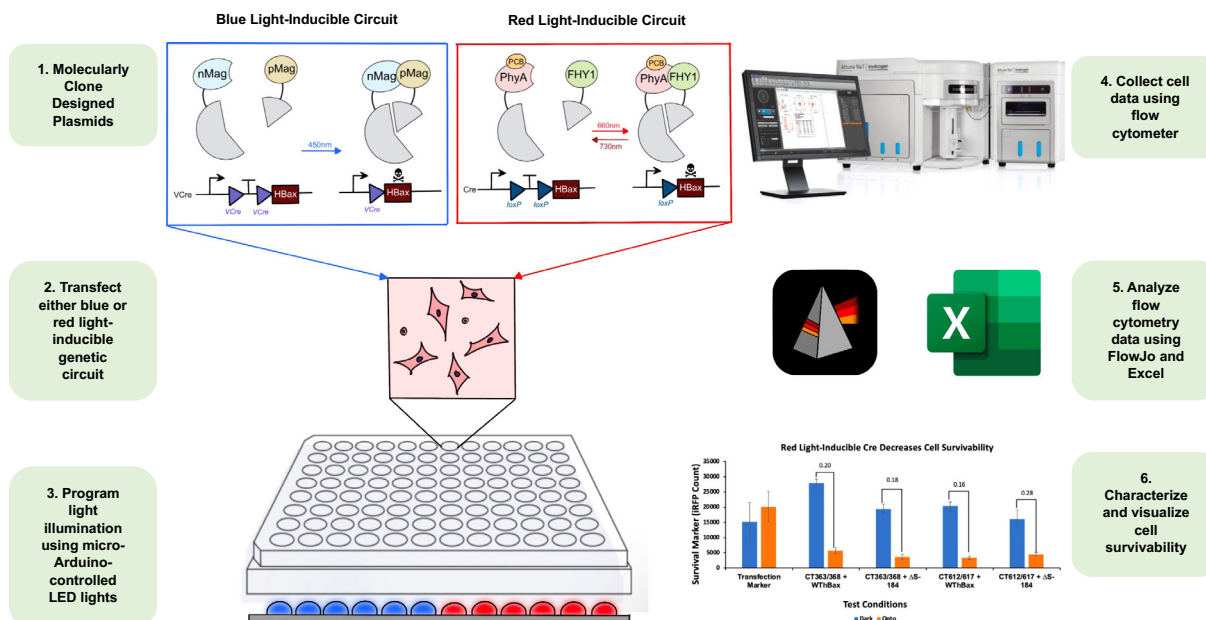 Blue Light-Inducible Circuit
Red Light-Inducible Circuit
1. Molecularly
Clone
Designed
Plasmids
nMag
pMag
nMag
pMag
450nm
VCre
HBax
VCre
VCre
HBax
VCre
PCB
PhyA
FHY1
PCB
PhyA
FHY1
660nm
730nm
Cre
HBax
loxP
loxP
HBax
loxP
4. Collect cell
data using
flow
cytometer
2. Transfect
either blue or
red light-
inducible
genetic
circuit
X
5. Analyze
flow
cytometry
data using
FlowJo and
Excel
3. Program
light
illumination
using micro-
Arduino-
controlled
LED lights
Red Light-Inducible Cre Decreases Cell Survivability
Survival Marker (iRFP Count)
35000
30000
25000
20000
15000
10000
5000
0
0.20
0.18
0.16
0.28
Transfection
Marker
CT363/368 +
WThBax
CT363/368 + ΔS-
184
CT612/617 +
WThBax
CT612/617 + ΔS-
184
Test Conditions
Dark
Opto
6.
Characterize
and visualize
cell
survivability